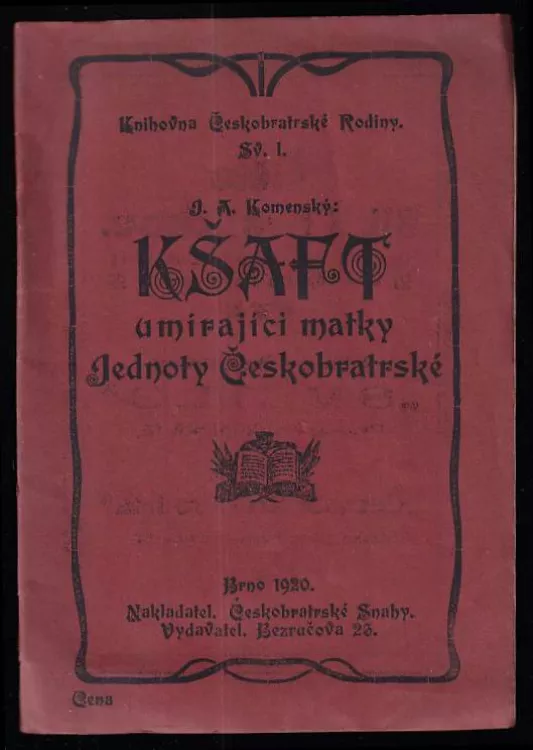 Knihovna Českobratrské Rodiny.
Sv. 1.
J. A. Komenský:
KŠAFT
umírající matky
Jednoty Českobratrské
Brno 1920.
Nakladatel. Českobratrské Snahy.
Vydavatel. Bezručova 23.
Cena